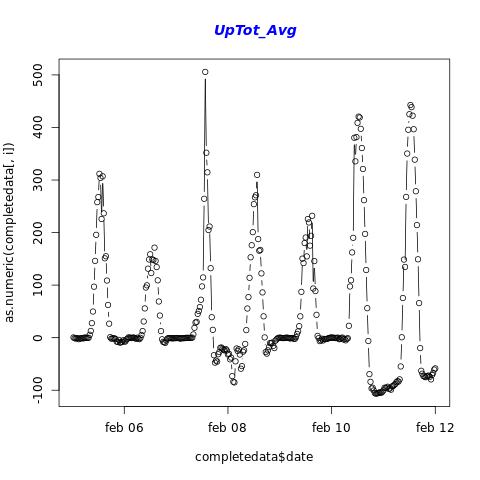 UpTot_Avg
as.numeric(completedata[, i])
500
400
300
200
100
0
-100
feb 06
feb 08
feb 10
feb 12
completedata$date